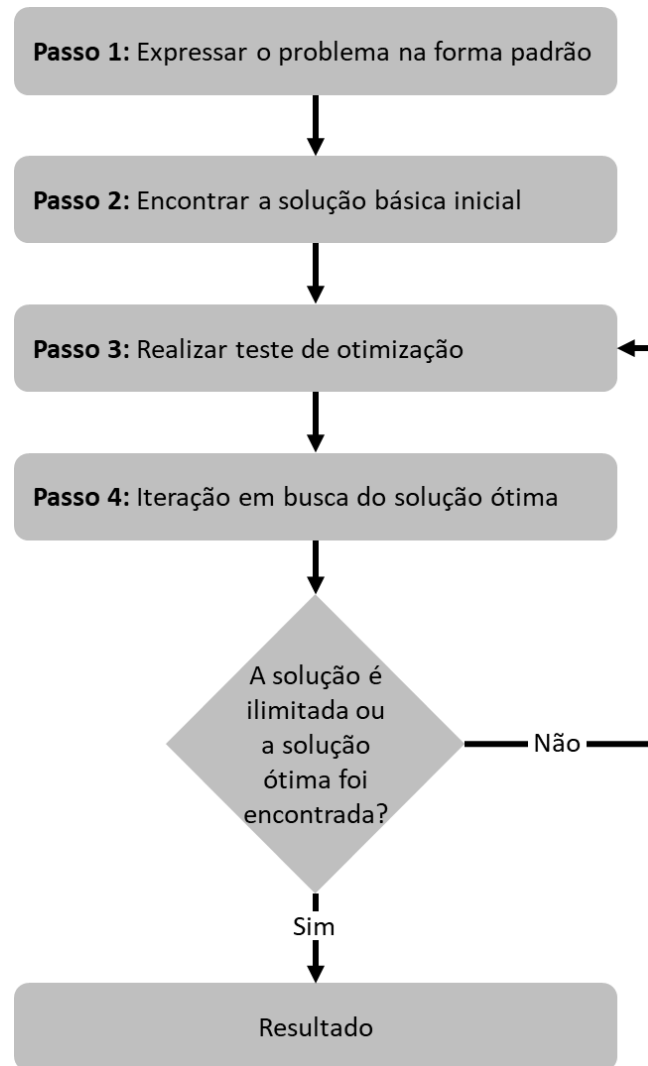 Passo 1: Expressar o problema na forma padrão
Passo 2: Encontrar a solução básica inicial
Passo 3: Realizar teste de otimização
Passo 4: Iteração em busca do solução ótima
A solução é
ilimitada ou
a solução
ótima foi
encontrada?
Não
Sim
Resultado